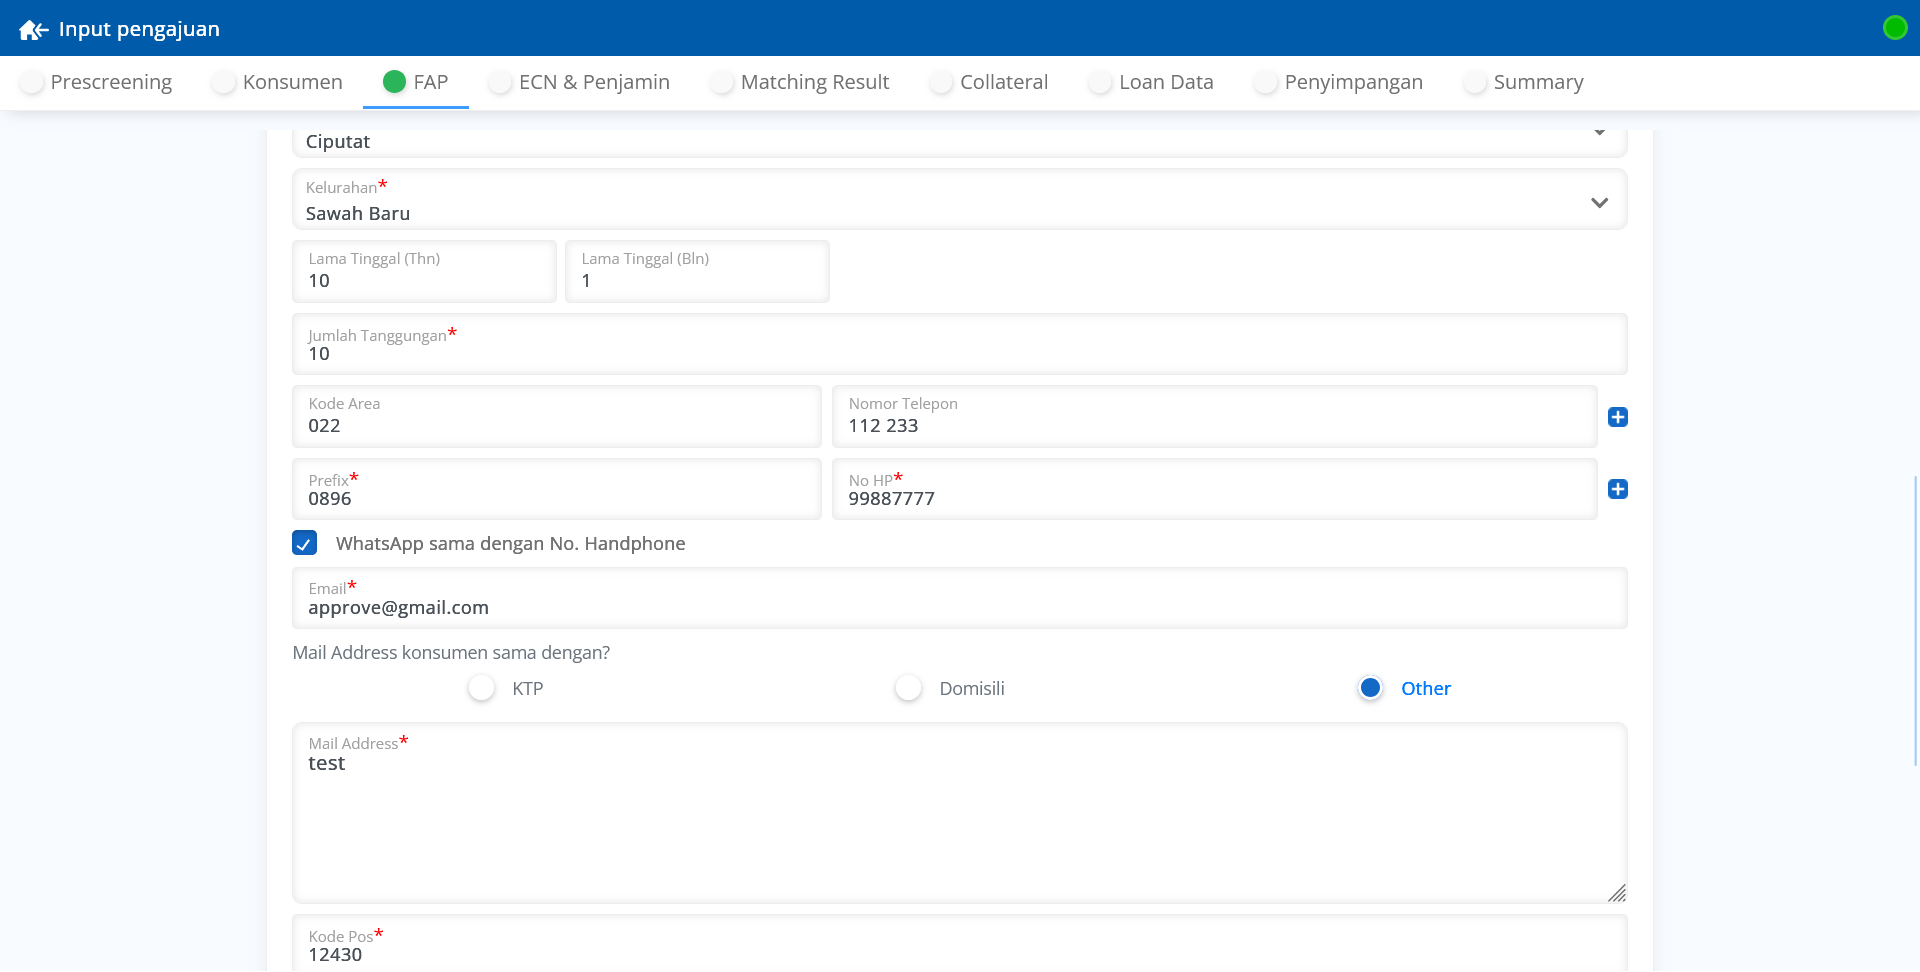 Input pengajuan
Prescreening Konsumen FAP ECN & Penjamin Matching Result Collateral Loan Data Penyimpangan Summary
Ciputat
Kelurahan*
Sawah Baru
Lama Tinggal (Thn) Lama Tinggal (Bln)
10 1
Jumlah Tanggungan*
10
Kode Area Nomor Telepon
022 112 233
Prefix* No HP*
0896 99887777
WhatsApp sama dengan No. Handphone
Email*
approve@gmail.com
Mail Address konsumen sama dengan?
KTP Domisili Other
Mail Address*
test
Kode Pos*
12430